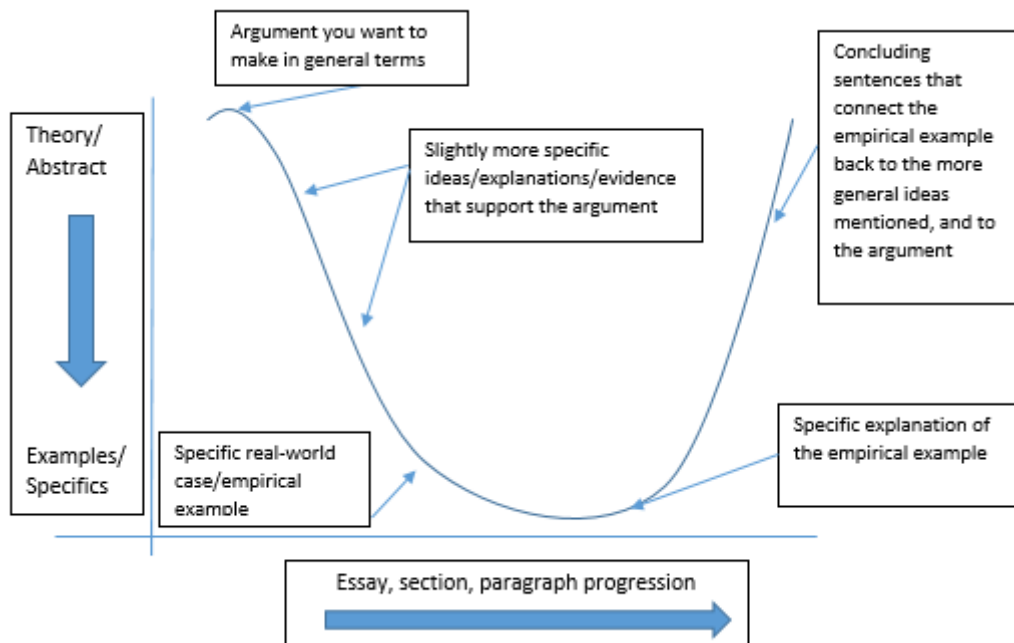 Argument you want to
make in general terms
Concluding
sentences that
connect the
empirical example
back to the more
general ideas
mentioned, and to
the argument
Theory/
Abstract
Slightly more specific
ideas/explanations/evidence
that support the argument
Examples/
Specifics
Specific real-world
case/empirical
example
Specific explanation of
the empirical example
Essay, section, paragraph progression